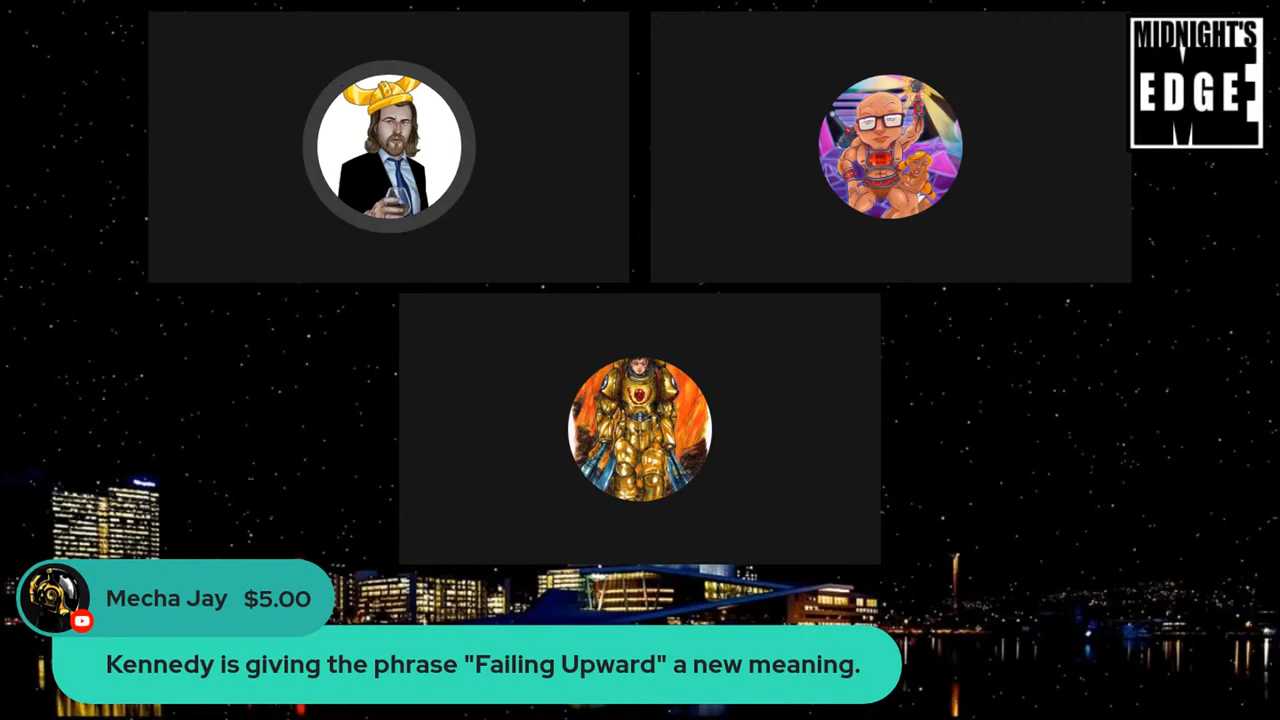 MIDNIGHT'S
EDGE
Mecha Jay $5.00
Kennedy is giving the phrase "Failing Upward" a new meaning.